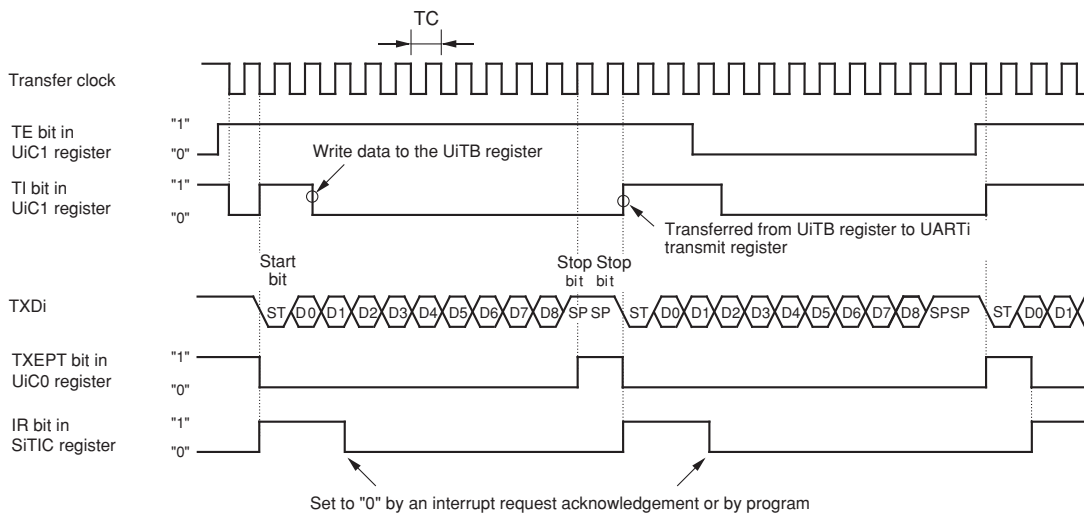 TC
Transfer clock
TE bit in
UiC1 register
"1"
"0"
Write data to the UiTB register
TI bit in
UiC1 register
"1"
"0"
Transferred from UiTB register to UARTi
transmit register
Start
bit
Stop Stop
bit bit
TXDi
ST D0 D1 D2 D3 D4 D5 D6 D7 D8 SP SP ST D0 D1 D2 D3 D4 D5 D6 D7 D8 SPSP ST D0 D1
TXEPT bit in
UiC0 register
"1"
"0"
IR bit in
SiTIC register
"1"
"0"
Set to "0" by an interrupt request acknowledgement or by program